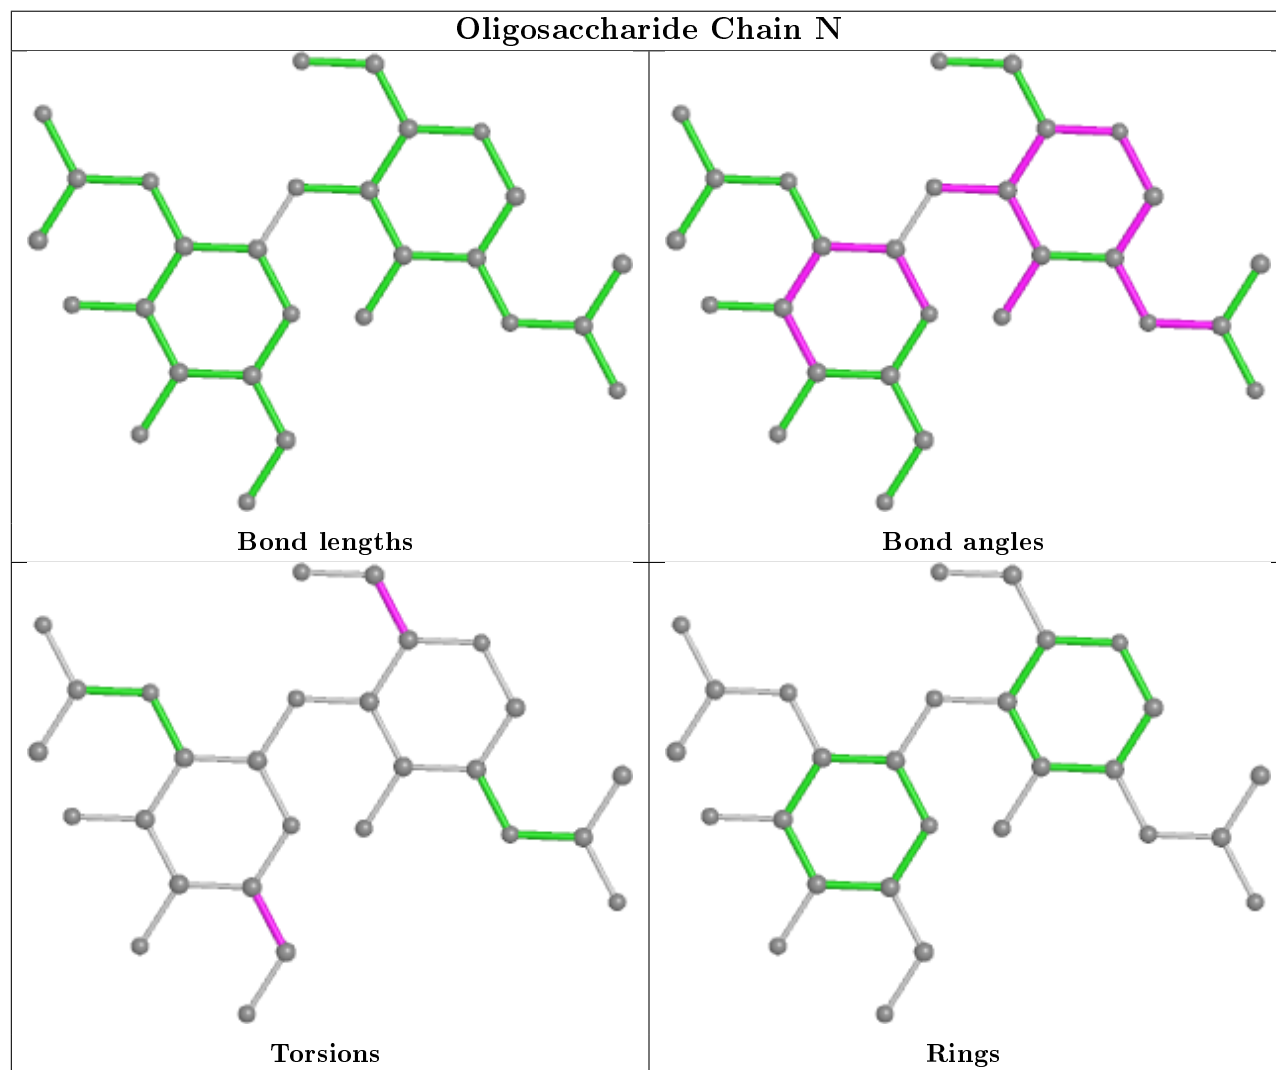 Oligosaccharide Chain N
Bond lengths
Bond angles
Torsions
Rings